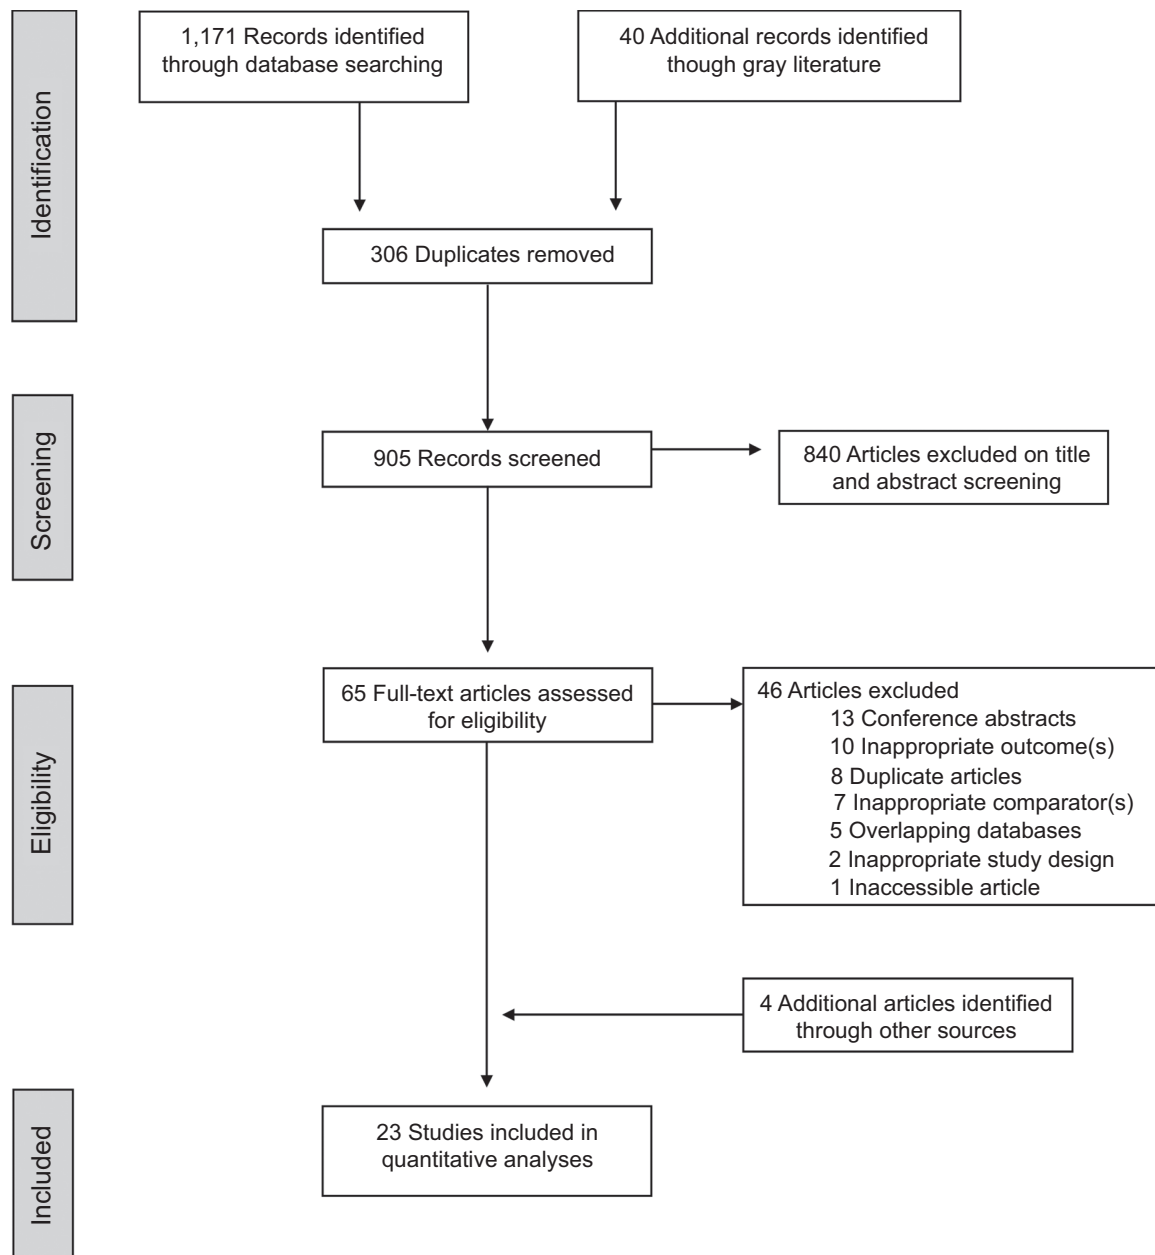 Identification
1,171 Records identified
through database searching
40 Additional records identified
though gray literature
306 Duplicates removed
Screening
905 Records screened
840 Articles excluded on title
and abstract screening
Eligibility
65 Full-text articles assessed
for eligibility
46 Articles excluded
13 Conference abstracts
10 Inappropriate outcome(s)
8 Duplicate articles
7 Inappropriate comparator(s)
5 Overlapping databases
2 Inappropriate study design
1 Inaccessible article
4 Additional articles identified
through other sources
Included
23 Studies included in
quantitative analyses